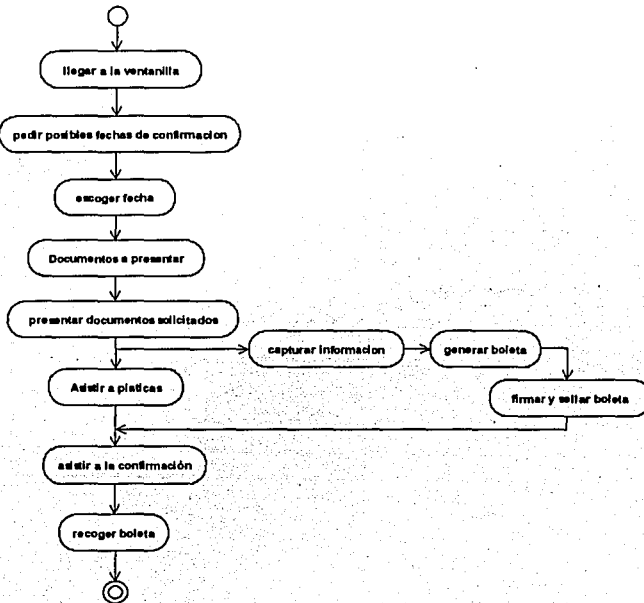 llegar a la ventanilla
pedir posibles fechas de confirmacion
escoger fecha
Documentos a presentar
presentar documentos solicitados
capturar informacion
generar boleta
Asistir a platicas
firmar y sellar boleta
asistir a la confirmación
recoger boleta